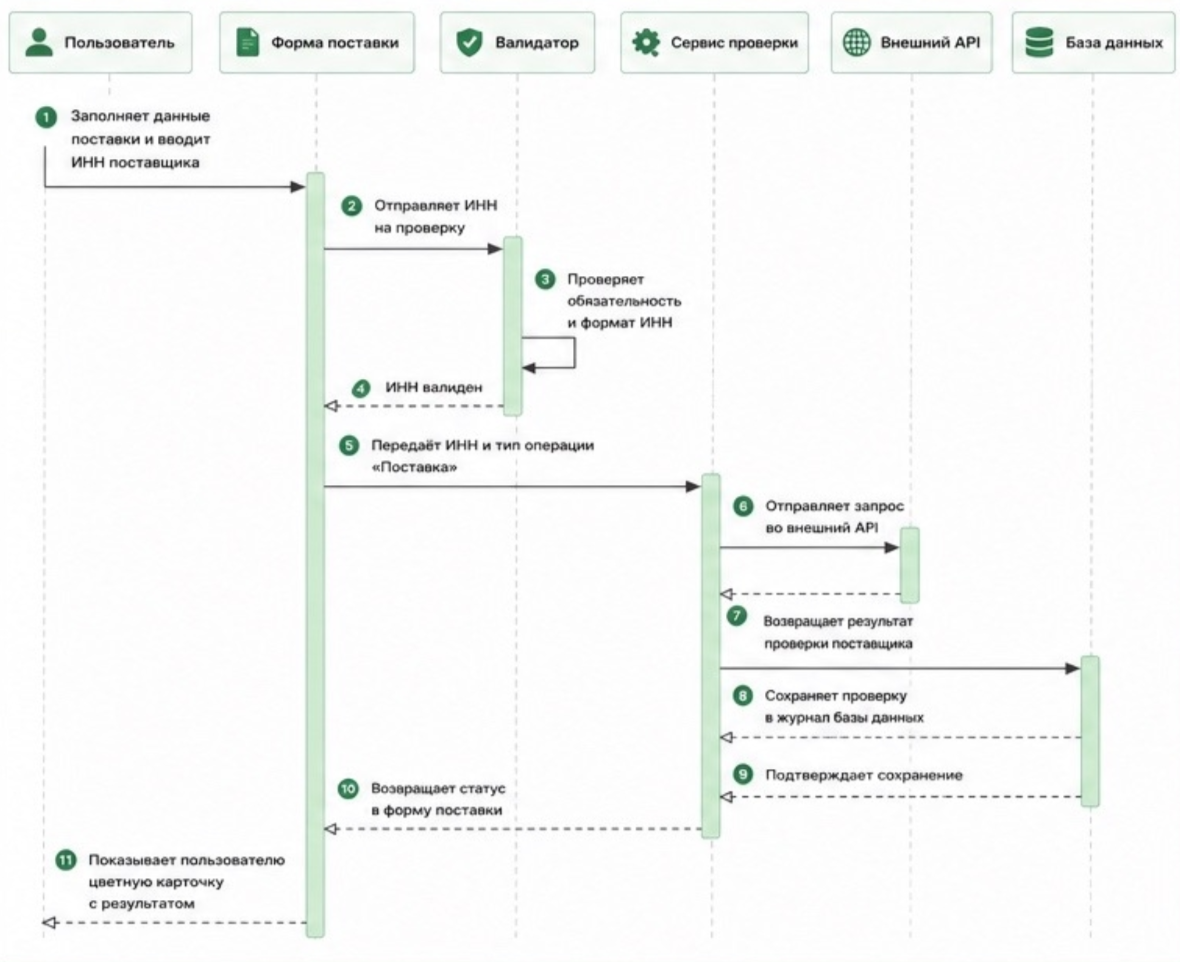 Пользователь
Форма поставки
Валидатор
Сервис проверки
Внешний API
База данных
1 Заполняет данные
поставки и вводит
ИНН поставщика
2 Отправляет ИНН
на проверку
3 Проверяет
обязательность
и формат ИНН
4 ИНН валиден
5 Передаёт ИНН и тип операции
«Поставка»
6 Отправляет запрос
во внешний API
7 Возвращает результат
проверки поставщика
8 Сохраняет проверку
в журнал базы данных
9 Подтверждает сохранение
10 Возвращает статус
в форму поставки
11 Показывает пользователю
цветную карточку
с результатом